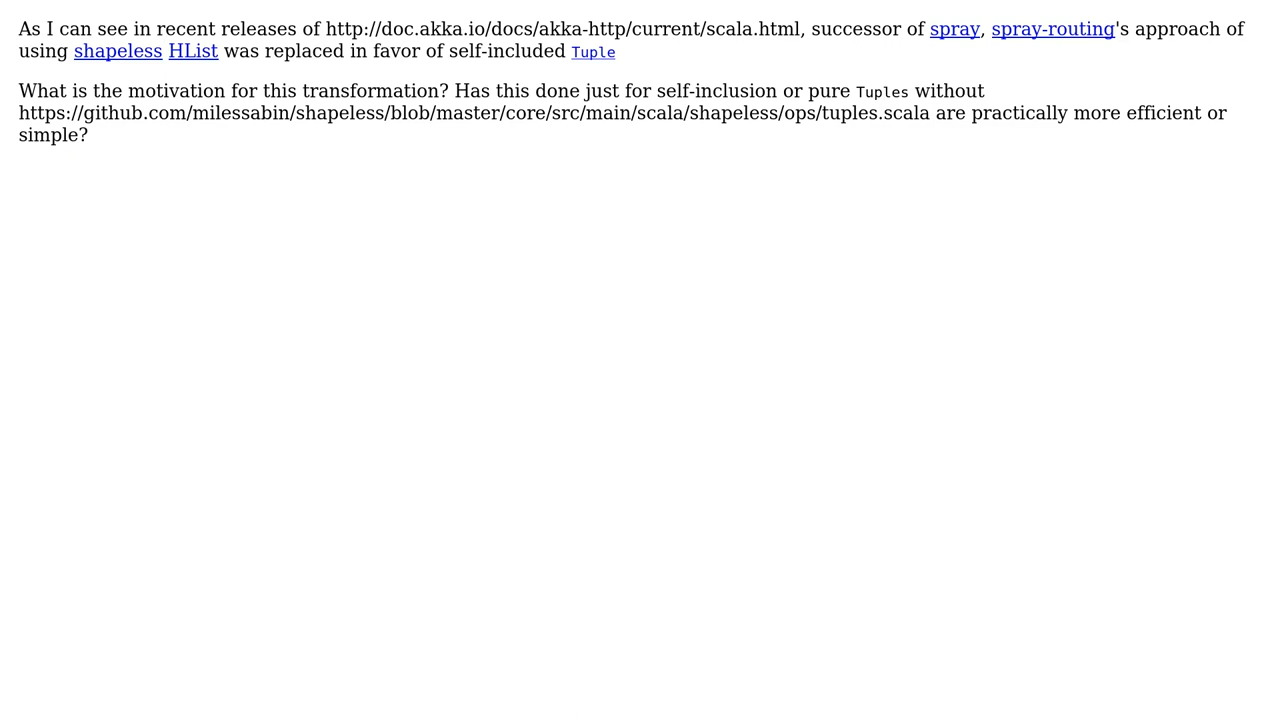 As I can see in recent releases of http://doc.akka.io/docs/akka-http/current/scala.html, successor of spray, spray-routing's approach of
using shapeless HList was replaced in favor of self-included Tuple
What is the motivation for this transformation? Has this done just for self-inclusion or pure Tuples without
https://github.com/milessabin/shapeless/blob/master/core/src/main/scala/shapeless/ops/tuples.scala are practically more efficient or
simple?